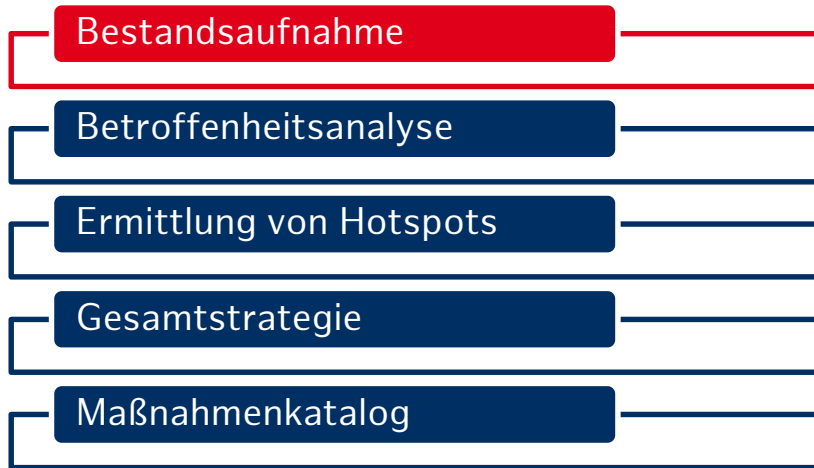 Bestandsaufnahme
Betroffenheitsanalyse
Ermittlung von Hotspots
Gesamtstrategie
Maßnahmenkatalog